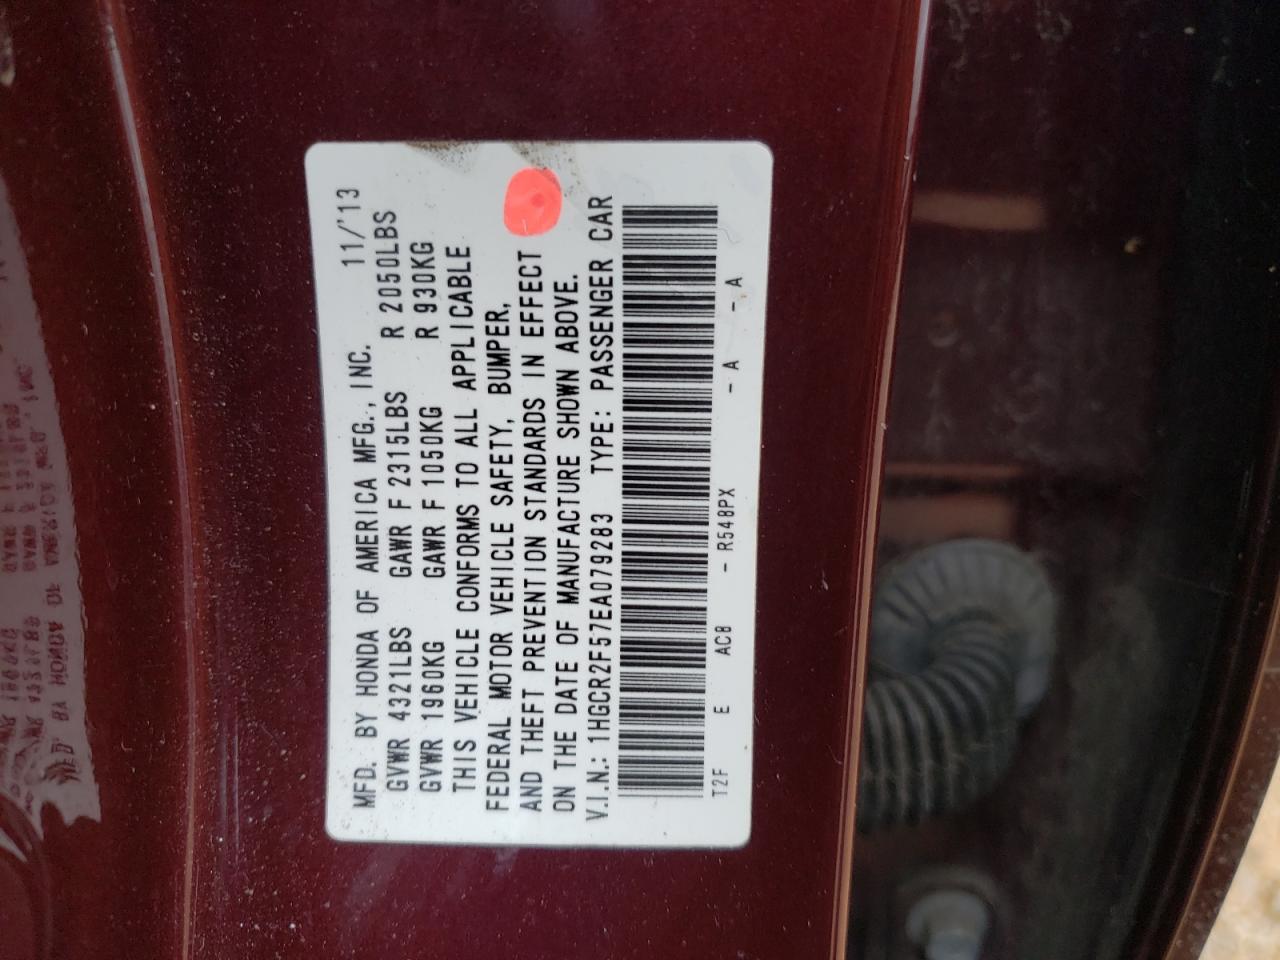 MFD. BY HONDA OF AMERICA MFG., INC. 11/'13
GVWR 4321LBS GAWR F 2315LBS R 2050LBS
GVWR 1960KG GAWR F 1050KG R 930KG
THIS VEHICLE CONFORMS TO ALL APPLICABLE
FEDERAL MOTOR VEHICLE SAFETY, BUMPER,
AND THEFT PREVENTION STANDARDS IN EFFECT
ON THE DATE OF MANUFACTURE SHOWN ABOVE.
V.I.N.: 1HGCR2F57EA079283 TYPE: PASSENGER CAR
T2F E AC8 - R548PX - A - A